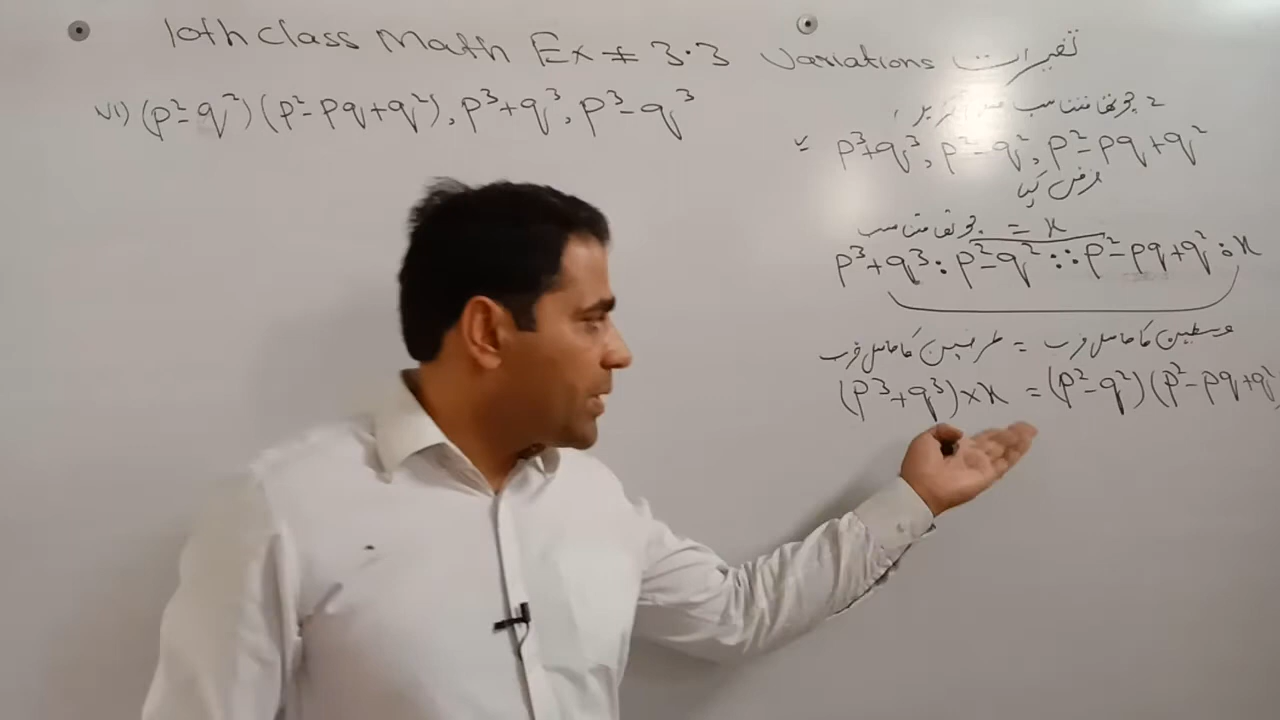 10th class Math Ex # 3.3 Variations تغیرات
vi) (p²-q²)(p²-pq+q²), p³+q³, p³-q³
چوتھا متناسب
v p³+q³, p²-q², p²-pq+q²
فرض کیا
چوتھا متناسب = x
p³+q³ : p²-q² :: p²-pq+q² : x
وسطین کا حاصل ضرب = طرفین کا حاصل ضرب
(p³+q³)×x = (p²-q²)(p²-pq+q²